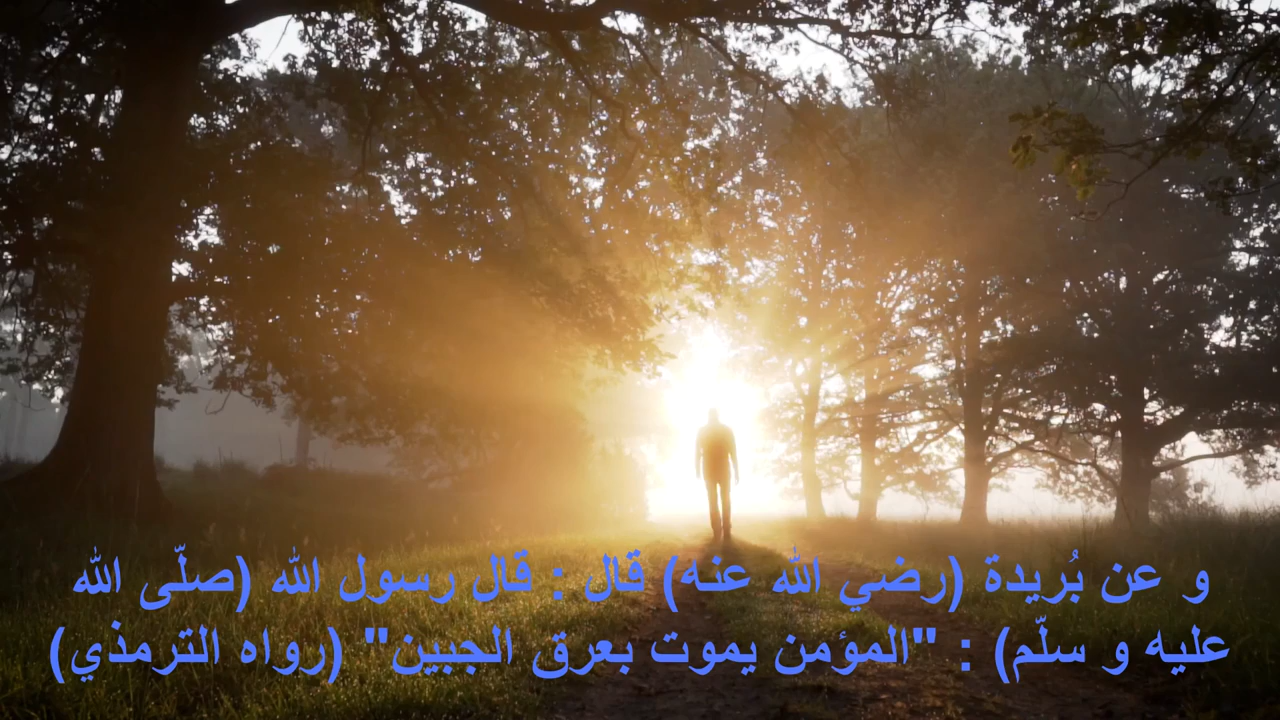 و عن بُريدة (رضي الله عنه) قال : قال رسول الله (صلّى الله
عليه و سلّم) : "المؤمن يموت بعرق الجبين" (رواه الترمذي)